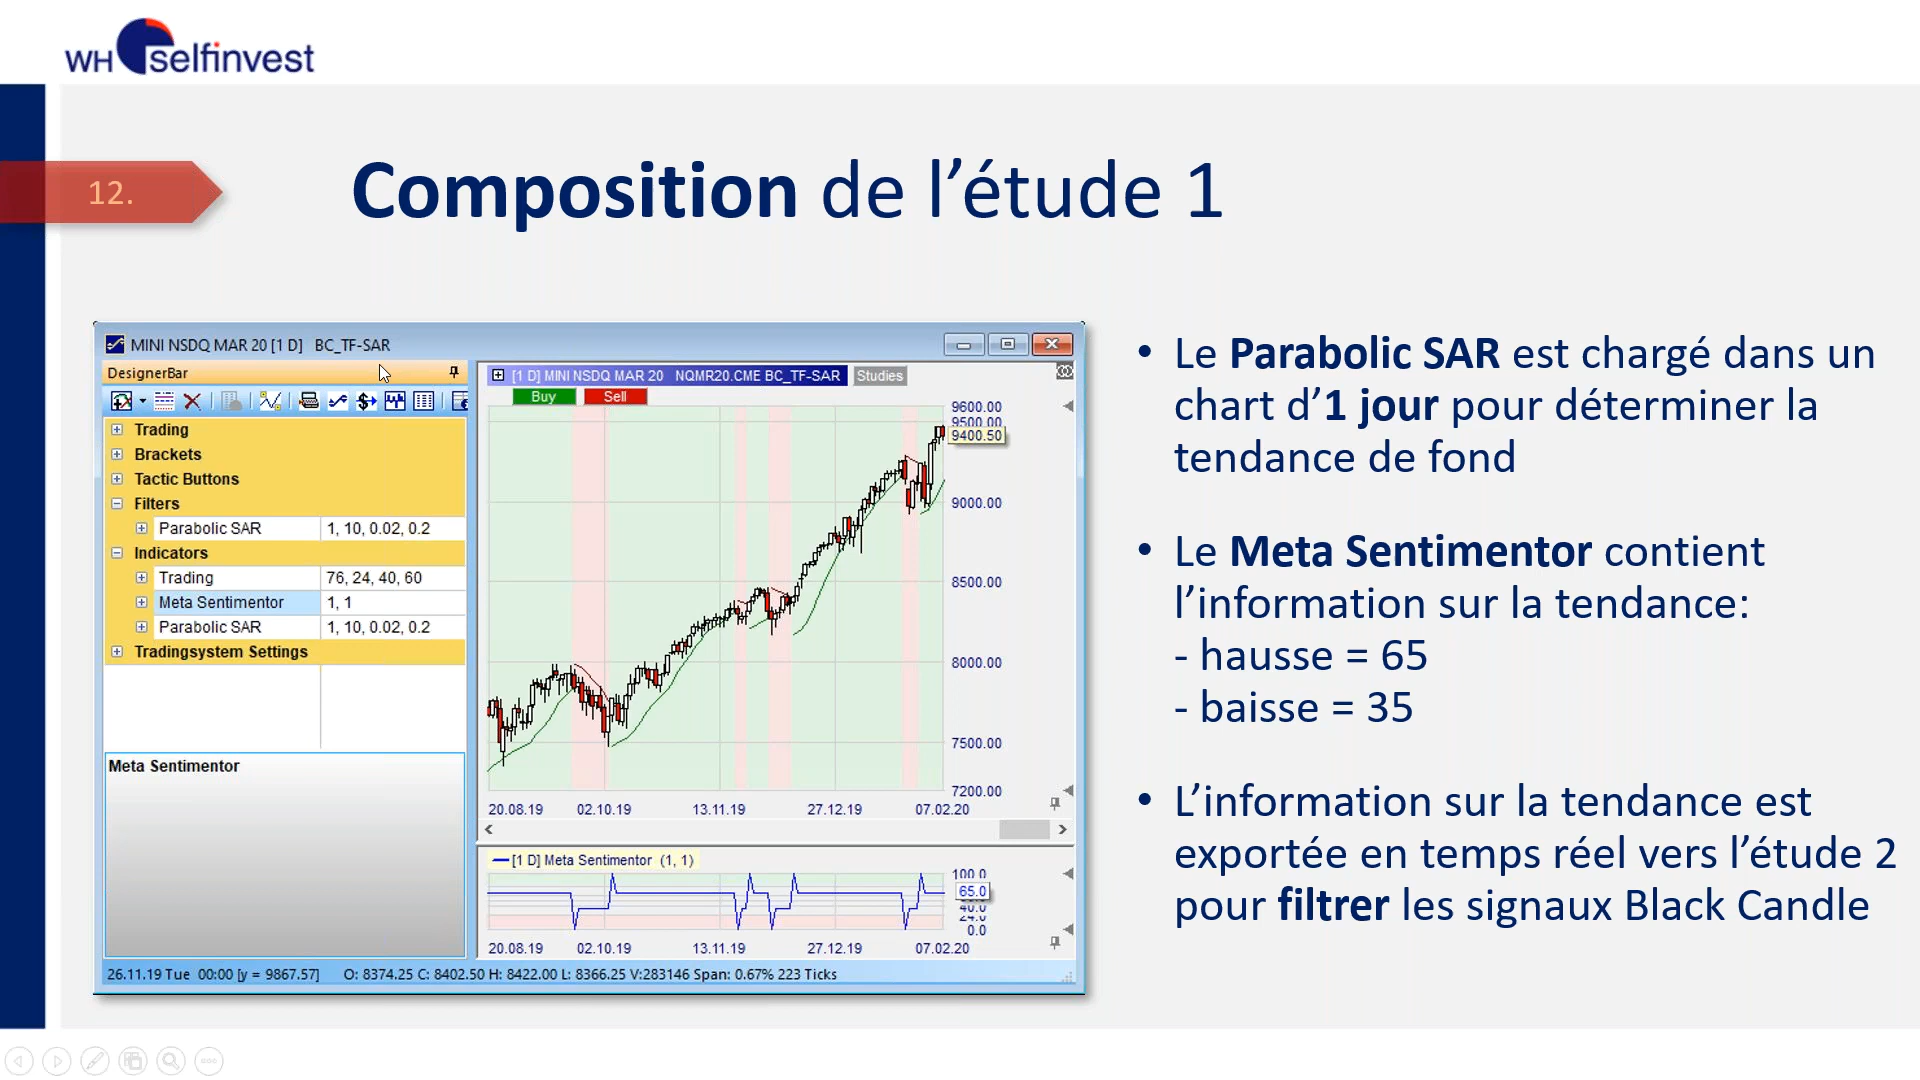 WH selfinvest
12.
Composition de l’étude 1
MINI NSDQ MAR 20 [1 D] BC_TF-SAR
DesignerBar
Trading
Brackets
Tactic Buttons
Filters
Parabolic SAR 1, 10, 0.02, 0.2
Indicators
Trading 76, 24, 40, 60
Meta Sentimentor 1, 1
Parabolic SAR 1, 10, 0.02, 0.2
Tradingsystem Settings
Meta Sentimentor
[1 D] MINI NSDQ MAR 20 NQMR20.CME BC_TF-SAR Studies
Buy Sell
9600.00
9500.00
9400.50
9000.00
8500.00
8000.00
7500.00
7200.00
20.08.19 02.10.19 13.11.19 27.12.19 07.02.20
[1 D] Meta Sentimentor (1, 1)
100.0
65.0
40.0
24.0
0.0
20.08.19 02.10.19 13.11.19 27.12.19 07.02.20
26.11.19 Tue 00:00 [y = 9867.57] O: 8374.25 C: 8402.50 H: 8422.00 L: 8366.25 V:283146 Span: 0.67% 223 Ticks
• Le Parabolic SAR est chargé dans un
chart d’1 jour pour déterminer la
tendance de fond
• Le Meta Sentimentor contient
l’information sur la tendance:
- hausse = 65
- baisse = 35
• L’information sur la tendance est
exportée en temps réel vers l’étude 2
pour filtrer les signaux Black Candle